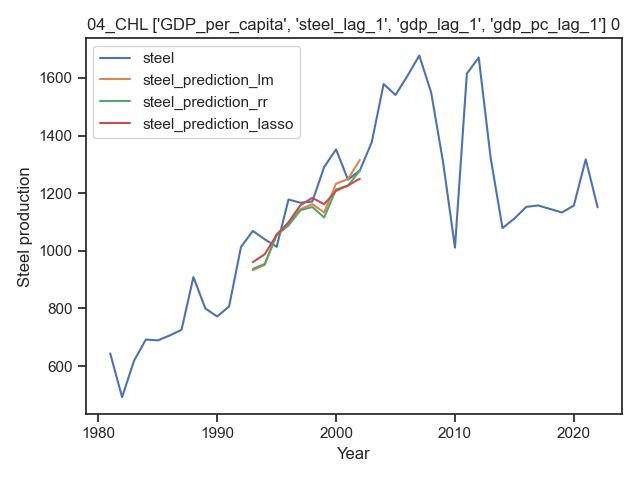 04_CHL ['GDP_per_capita', 'steel_lag_1', 'gdp_lag_1', 'gdp_pc_lag_1'] 0
steel
steel_prediction_lm
steel_prediction_rr
steel_prediction_lasso
Steel production
1600
1400
1200
1000
800
600
1980 1990 2000 2010 2020
Year